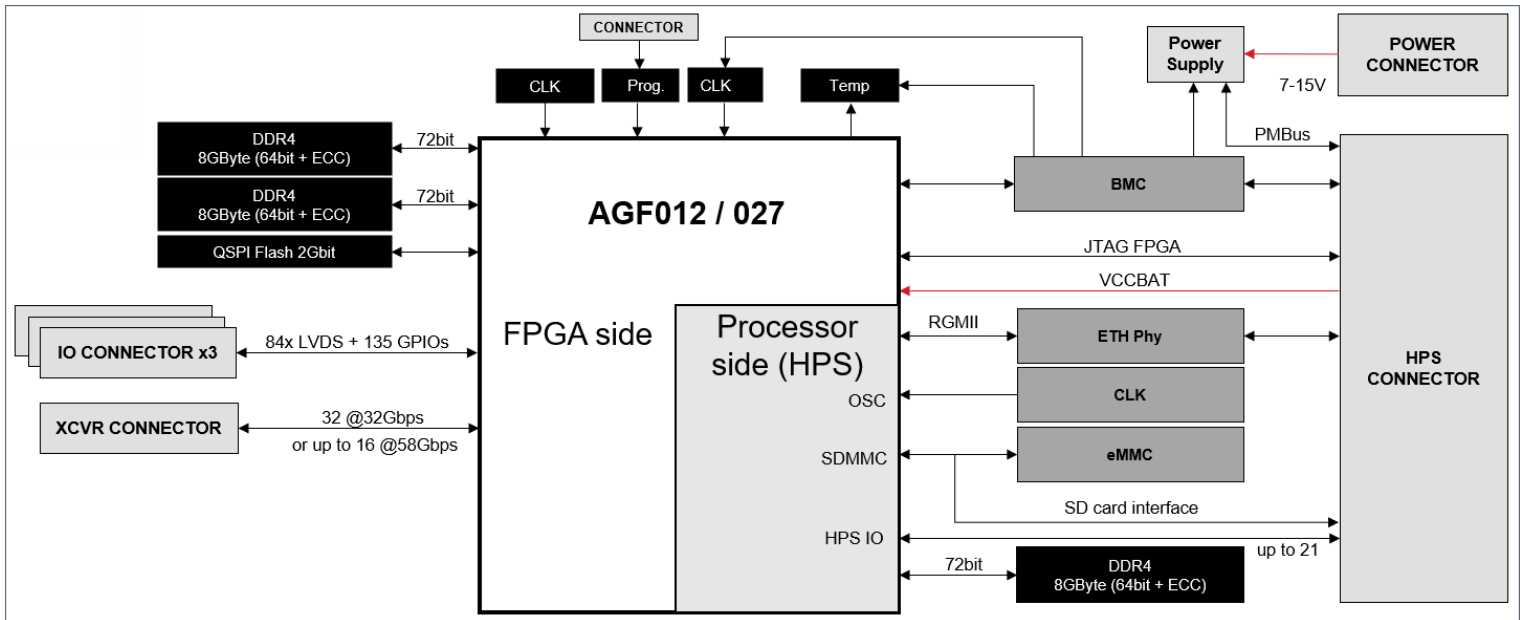 CONNECTOR
CLK
Prog.
CLK
Temp
Power
Supply
POWER
CONNECTOR
7-15V
PMBus
DDR4
8GByte (64bit + ECC)
72bit
DDR4
8GByte (64bit + ECC)
72bit
QSPI Flash 2Gbit
AGF012 / 027
BMC
JTAG FPGA
VCCBAT
IO CONNECTOR x3
84x LVDS + 135 GPIOs
XCVR CONNECTOR
32 @32Gbps
or up to 16 @58Gbps
FPGA side
Processor
side (HPS)
RGMII
ETH Phy
OSC
CLK
SDMMC
eMMC
SD card interface
HPS IO
up to 21
72bit
DDR4
8GByte (64bit + ECC)
HPS
CONNECTOR